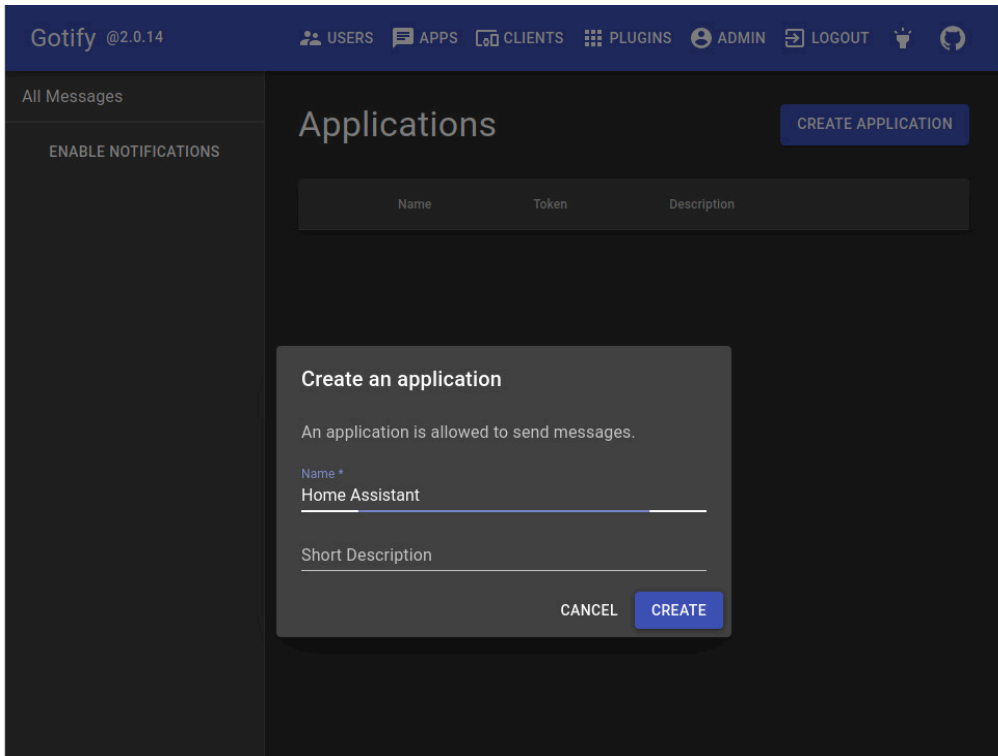 Gotify @2.0.14 USERS APPS CLIENTS PLUGINS ADMIN LOGOUT
All Messages
ENABLE NOTIFICATIONS
Applications CREATE APPLICATION
Name Token Description
Create an application
An application is allowed to send messages.
Name *
Home Assistant
Short Description
CANCEL CREATE